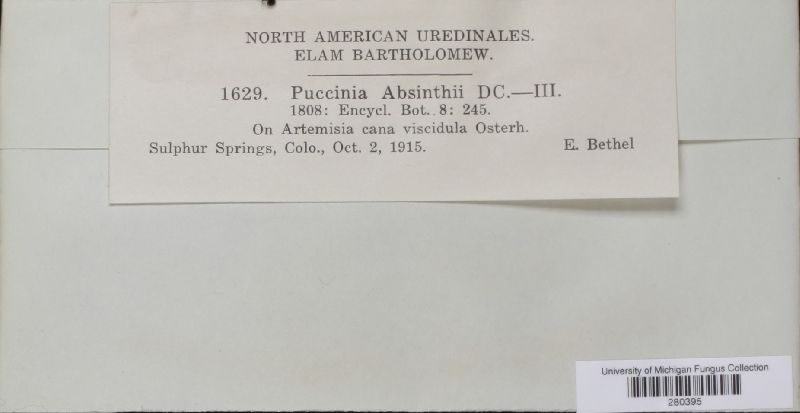 NORTH AMERICAN UREDINALES.
ELAM BARTHOLOMEW.
1629. Puccinia Absinthii DC.—III.
1808: Encycl. Bot. 8: 245.
On Artemisia cana viscidula Osterh.
Sulphur Springs, Colo., Oct. 2, 1915. E. Bethel
University of Michigan Fungus Collection
280395